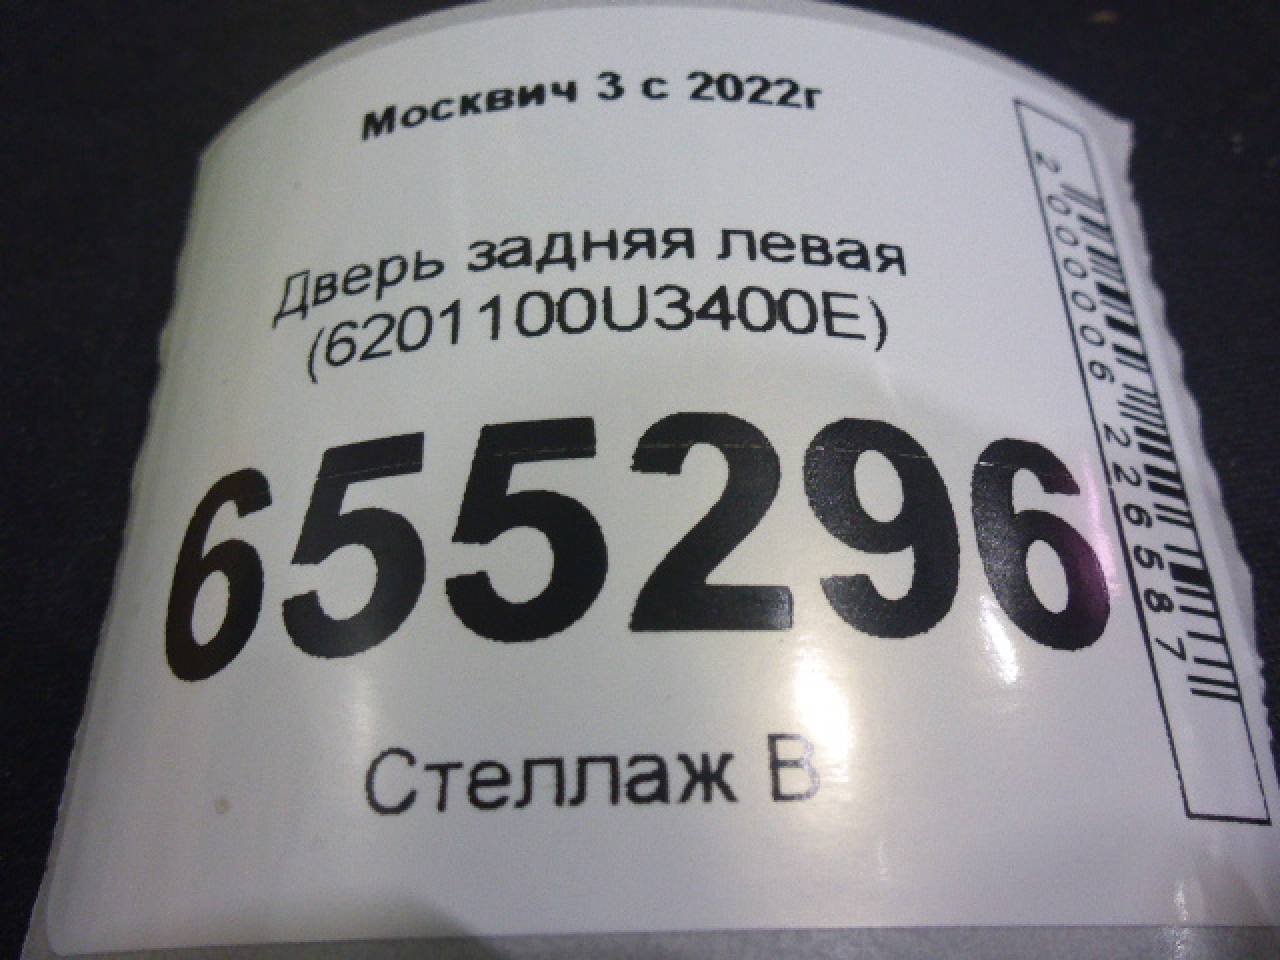 Москвич 3 с 2022г
Дверь задняя левая
(6201100U3400E)
655296
Стеллаж В
2000006226587